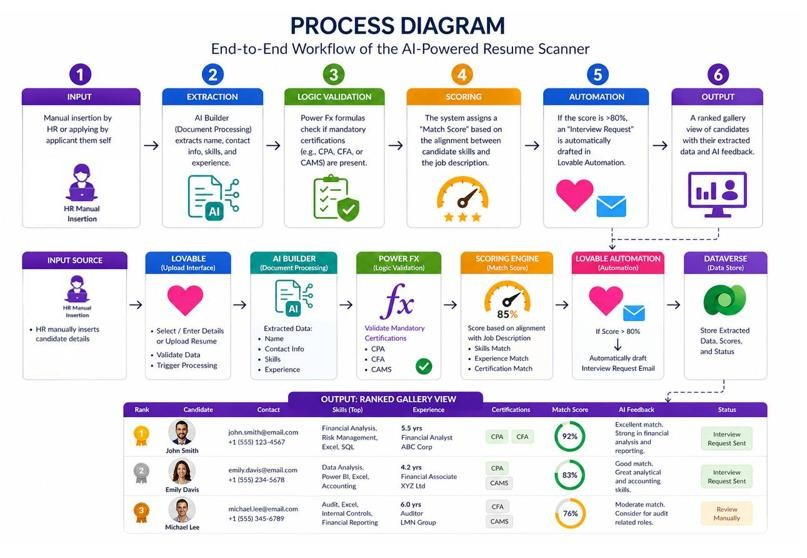 PROCESS DIAGRAM
End-to-End Workflow of the AI-Powered Resume Scanner
1
INPUT
Manual insertion by
HR or applying by
applicant them self
HR Manual
Insertion
2
EXTRACTION
AI Builder
(Document Processing)
extracts name, contact
info, skills, and
experience.
AI
3
LOGIC VALIDATION
Power Fx formulas
check if mandatory
certifications
(e.g., CPA, CFA, or
CAMS) are present.
4
SCORING
The system assigns a
"Match Score" based on
the alignment between
candidate skills and
the job description.
5
AUTOMATION
If the score is >80%,
an "Interview Request"
is automatically
drafted in
Lovable Automation.
6
OUTPUT
A ranked gallery
view of candidates
with their extracted
data and AI feedback.
INPUT SOURCE
HR Manual
Insertion
• HR manually inserts
candidate details
LOVABLE
(Upload Interface)
• Select / Enter Details
or Upload Resume
• Validate Data
• Trigger Processing
AI BUILDER
(Document Processing)
AI
Extracted Data:
• Name
• Contact Info
• Skills
• Experience
POWER FX
(Logic Validation)
fx
Validate Mandatory
Certifications
• CPA
• CFA
• CAMS
SCORING ENGINE
(Match Score)
85%
Score based on alignment
with Job Description
• Skills Match
• Experience Match
• Certification Match
LOVABLE AUTOMATION
(Automation)
If Score > 80%
Automatically draft
Interview Request Email
DATAVERSE
(Data Store)
Store Extracted
Data, Scores,
and Status
OUTPUT: RANKED GALLERY VIEW
Rank Candidate Contact Skills (Top) Experience Certifications Match Score AI Feedback Status
1
John Smith
john.smith@email.com
+1 (555) 123-4567
Financial Analysis,
Risk Management,
Excel, SQL
5.5 yrs
Financial Analyst
ABC Corp
CPA CFA
92%
Excellent match.
Strong in financial
analysis and
reporting.
Interview
Request Sent
2
Emily Davis
emily.davis@email.com
+1 (555) 234-5678
Data Analysis,
Power BI, Excel,
Accounting
4.2 yrs
Financial Associate
XYZ Ltd
CPA
CAMS
83%
Good match.
Great analytical
and accounting
skills.
Interview
Request Sent
3
Michael Lee
michael.lee@email.com
+1 (555) 345-6789
Audit, Excel,
Internal Controls,
Financial Reporting
6.0 yrs
Auditor
LMN Group
CFA
CAMS
76%
Moderate match.
Consider for audit
related roles.
Review
Manually